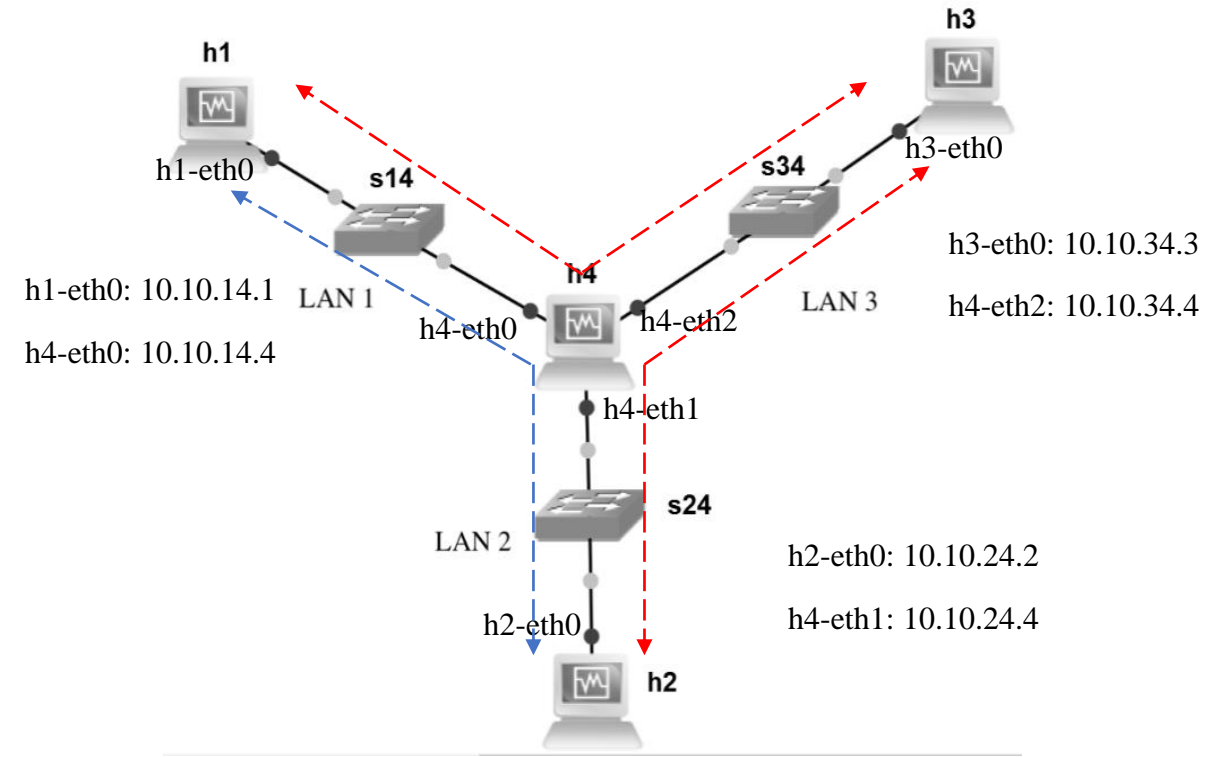 h3
h1
h3-eth0
h1-eth0
s34
s14
h3-eth0: 10.10.34.3
h4
h1-eth0: 10.10.14.1
LAN 1
LAN 3
h4-eth2: 10.10.34.4
h4-eth0
h4-eth2
h4-eth0: 10.10.14.4
h4-eth1
s24
LAN 2
h2-eth0: 10.10.24.2
h2-eth0
h4-eth1: 10.10.24.4
h2